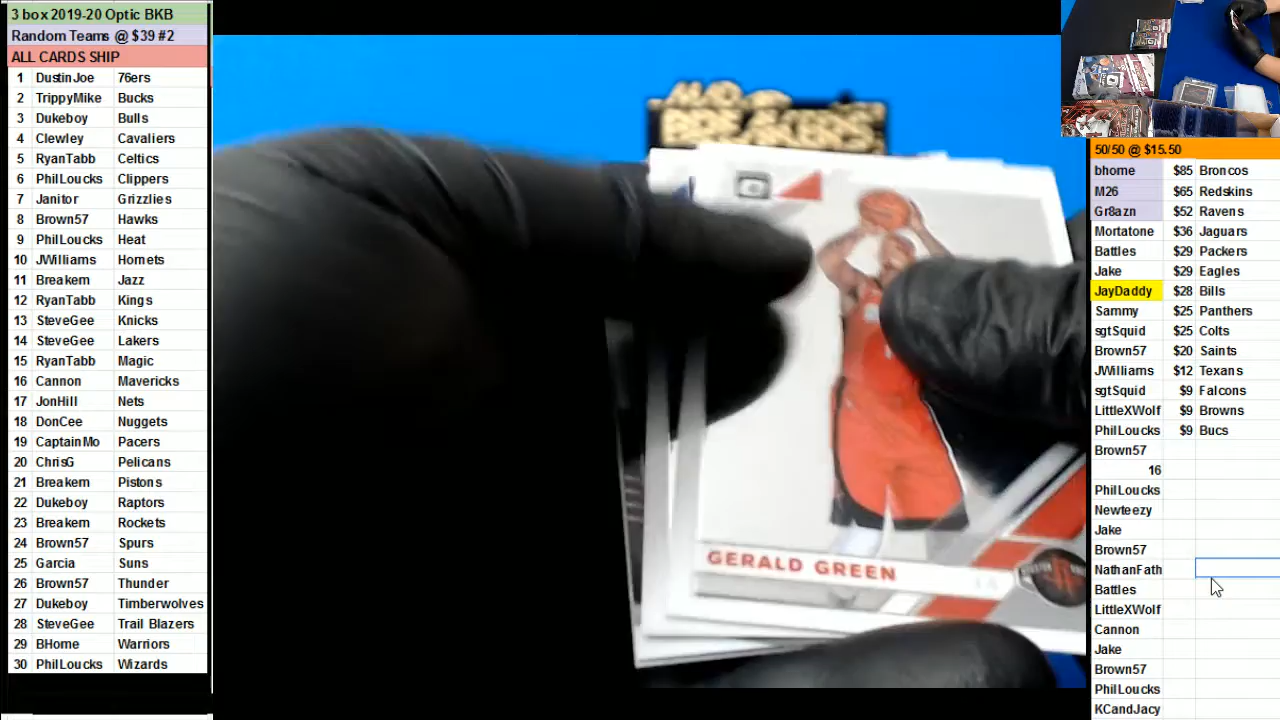 3 box 2019-20 Optic BKB
Random Teams @ $39 #2
ALL CARDS SHIP
1 DustinJoe 76ers
2 TrippyMike Bucks
3 Dukeboy Bulls
4 Clewley Cavaliers
5 RyanTabb Celtics
6 PhilLoucks Clippers
7 Janitor Grizzlies
8 Brown57 Hawks
9 PhilLoucks Heat
10 JWilliams Hornets
11 Breakem Jazz
12 RyanTabb Kings
13 SteveGee Knicks
14 SteveGee Lakers
15 RyanTabb Magic
16 Cannon Mavericks
17 JonHill Nets
18 DonCee Nuggets
19 CaptainMo Pacers
20 ChrisG Pelicans
21 Breakem Pistons
22 Dukeboy Raptors
23 Breakem Rockets
24 Brown57 Spurs
25 Garcia Suns
26 Brown57 Thunder
27 Dukeboy Timberwolves
28 SteveGee Trail Blazers
29 BHome Warriors
30 PhilLoucks Wizards
BREAKERS
GERALD GREEN
50/50 @ $15.50
bhome $85 Broncos
M26 $65 Redskins
Gr8azn $52 Ravens
Mortatone $36 Jaguars
Battles $29 Packers
Jake $29 Eagles
JayDaddy $28 Bills
Sammy $25 Panthers
sgtSquid $25 Colts
Brown57 $20 Saints
JWilliams $12 Texans
sgtSquid $9 Falcons
LittleXWolf $9 Browns
PhilLoucks $9 Bucs
Brown57
16
PhilLoucks
Newteezy
Jake
Brown57
NathanFath
Battles
LittleXWolf
Cannon
Jake
Brown57
PhilLoucks
KCandJacy